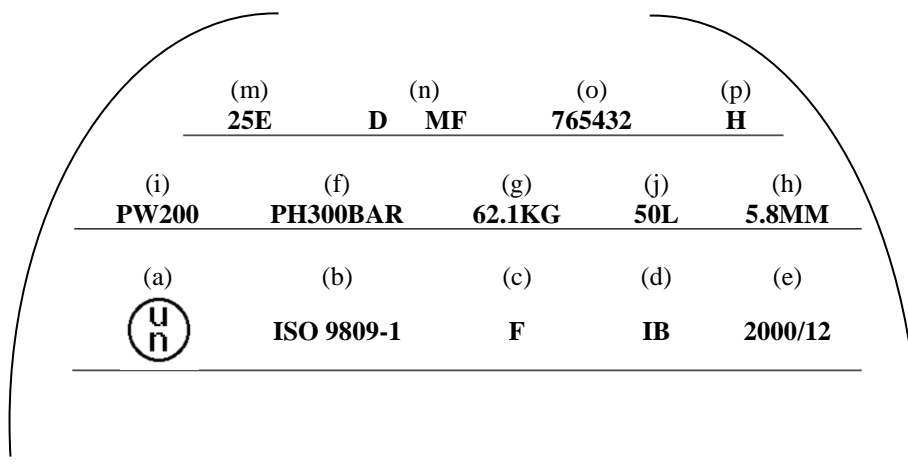 (m) (n) (o) (p)
25E D MF 765432 H
(i) (f) (g) (j) (h)
PW200 PH300BAR 62.1KG 50L 5.8MM
(a) (b) (c) (d) (e)
u n ISO 9809-1 F IB 2000/12